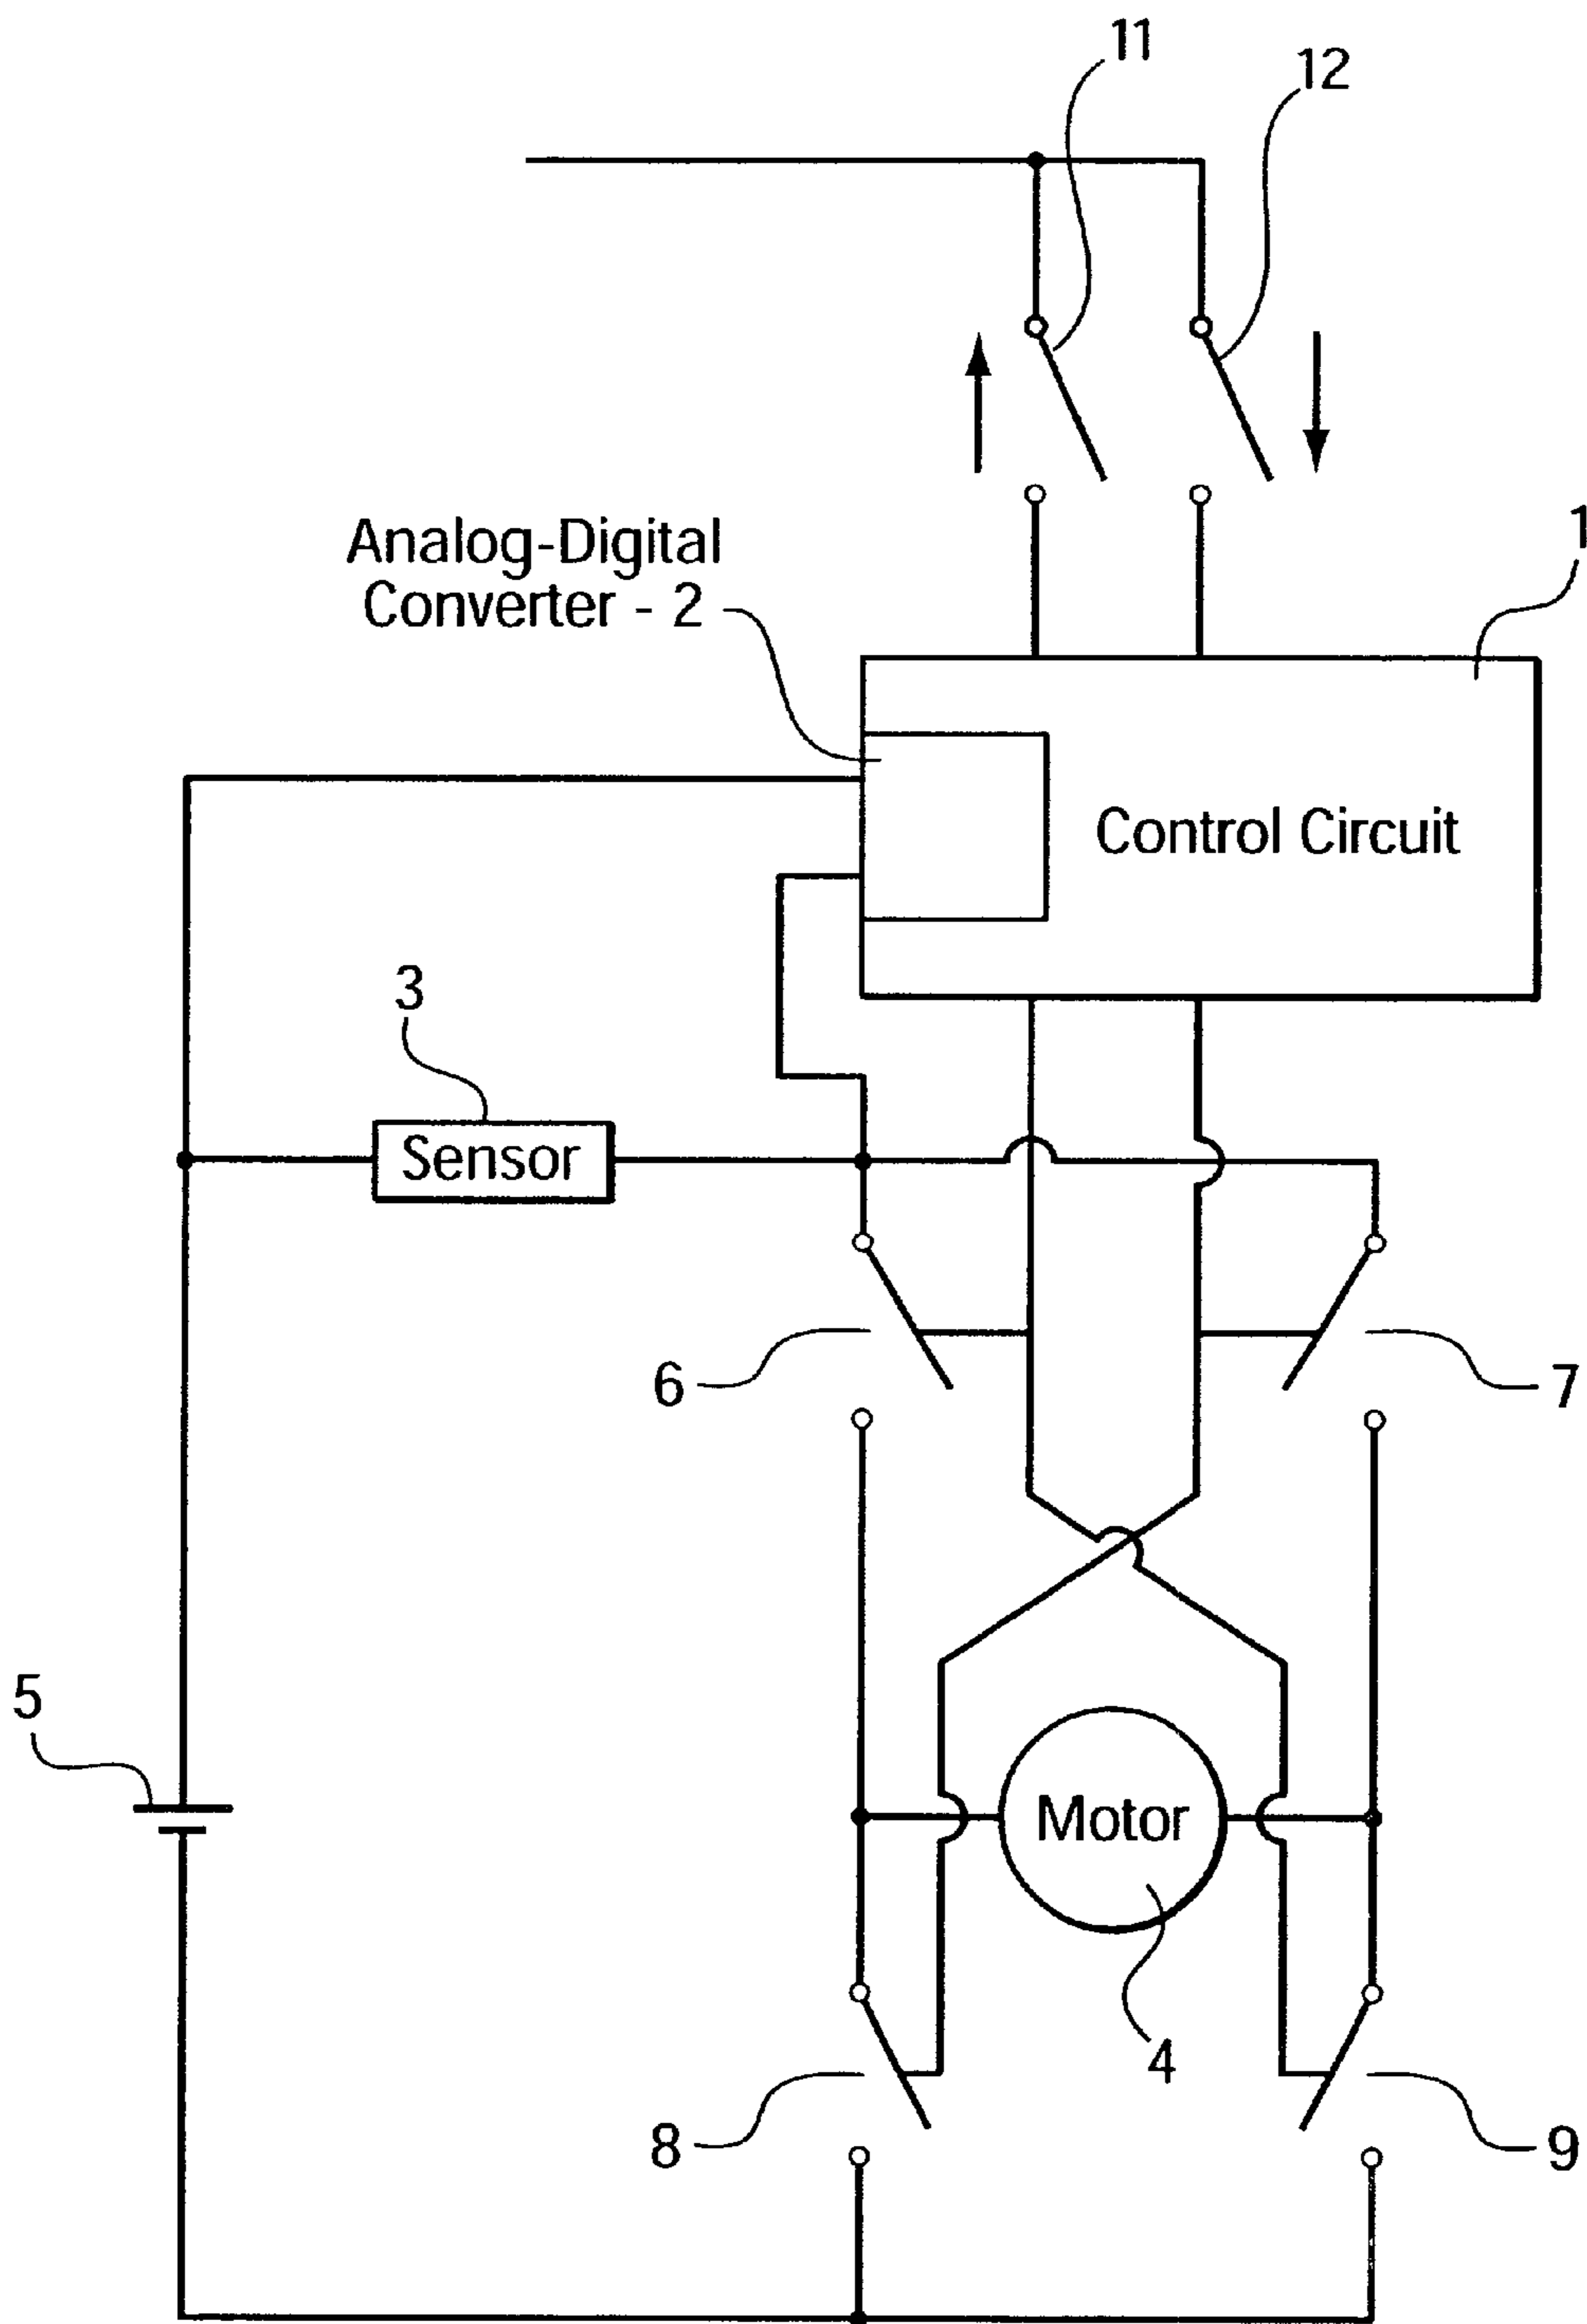 11
12
Analog-Digital
Converter - 2
1
Control Circuit
3
Sensor
6
7
5
Motor
4
8
9